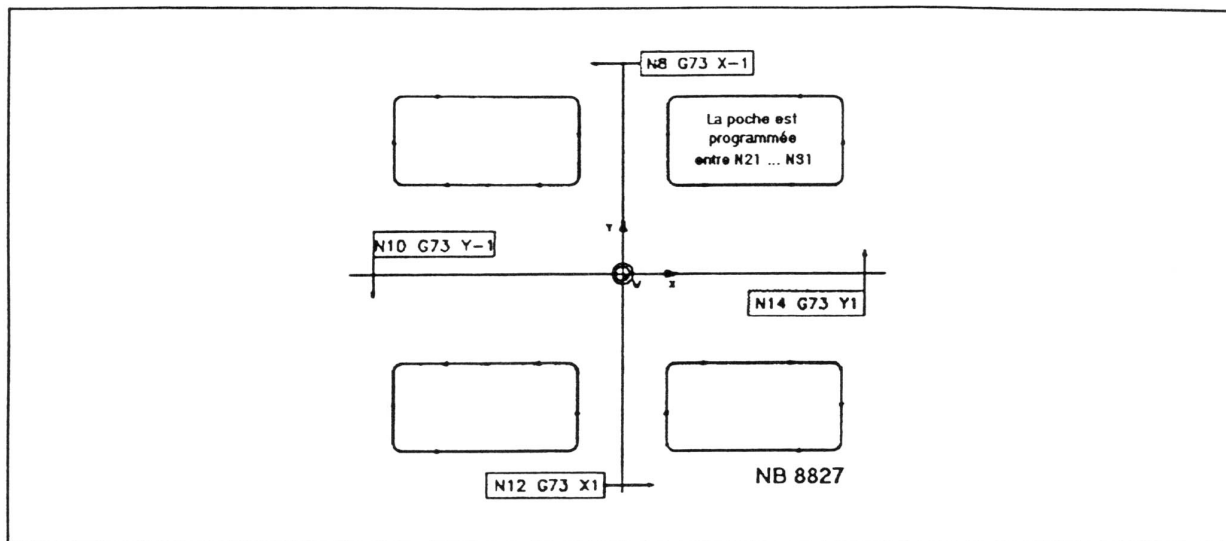 N8 G73 X-1
La poche est
programmée
entre N21 ... N31
Y
N10 G73 Y-1
W
X
N14 G73 Y1
N12 G73 X1
NB 8827